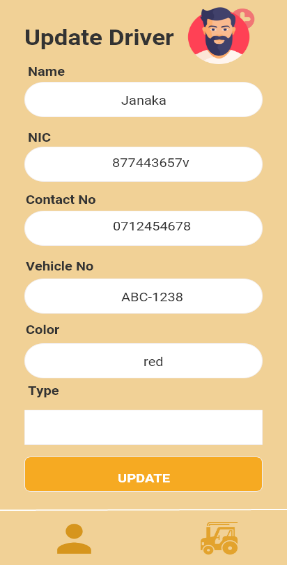 Update Driver
Name
Janaka
NIC
877443657v
Contact No
0712454678
Vehicle No
ABC-1238
Color
red
Type
UPDATE